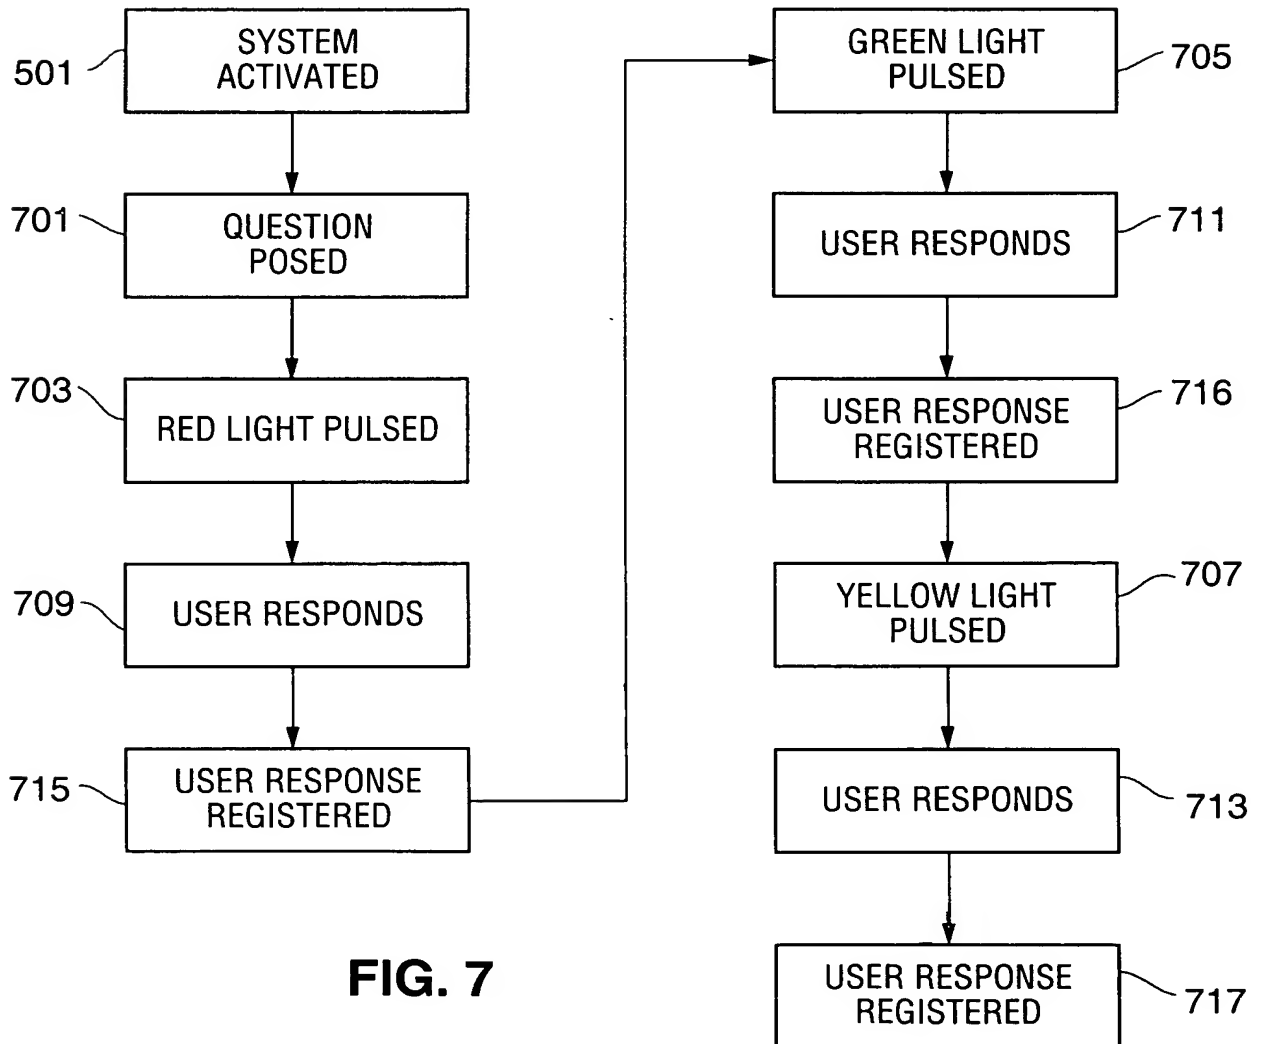 SYSTEM
ACTIVATED
501
QUESTION
POSED
701
RED LIGHT PULSED
703
USER RESPONDS
709
USER RESPONSE
REGISTERED
715
GREEN LIGHT
PULSED
705
USER RESPONDS
711
USER RESPONSE
REGISTERED
716
YELLOW LIGHT
PULSED
707
USER RESPONDS
713
USER RESPONSE
REGISTERED
717
FIG. 7